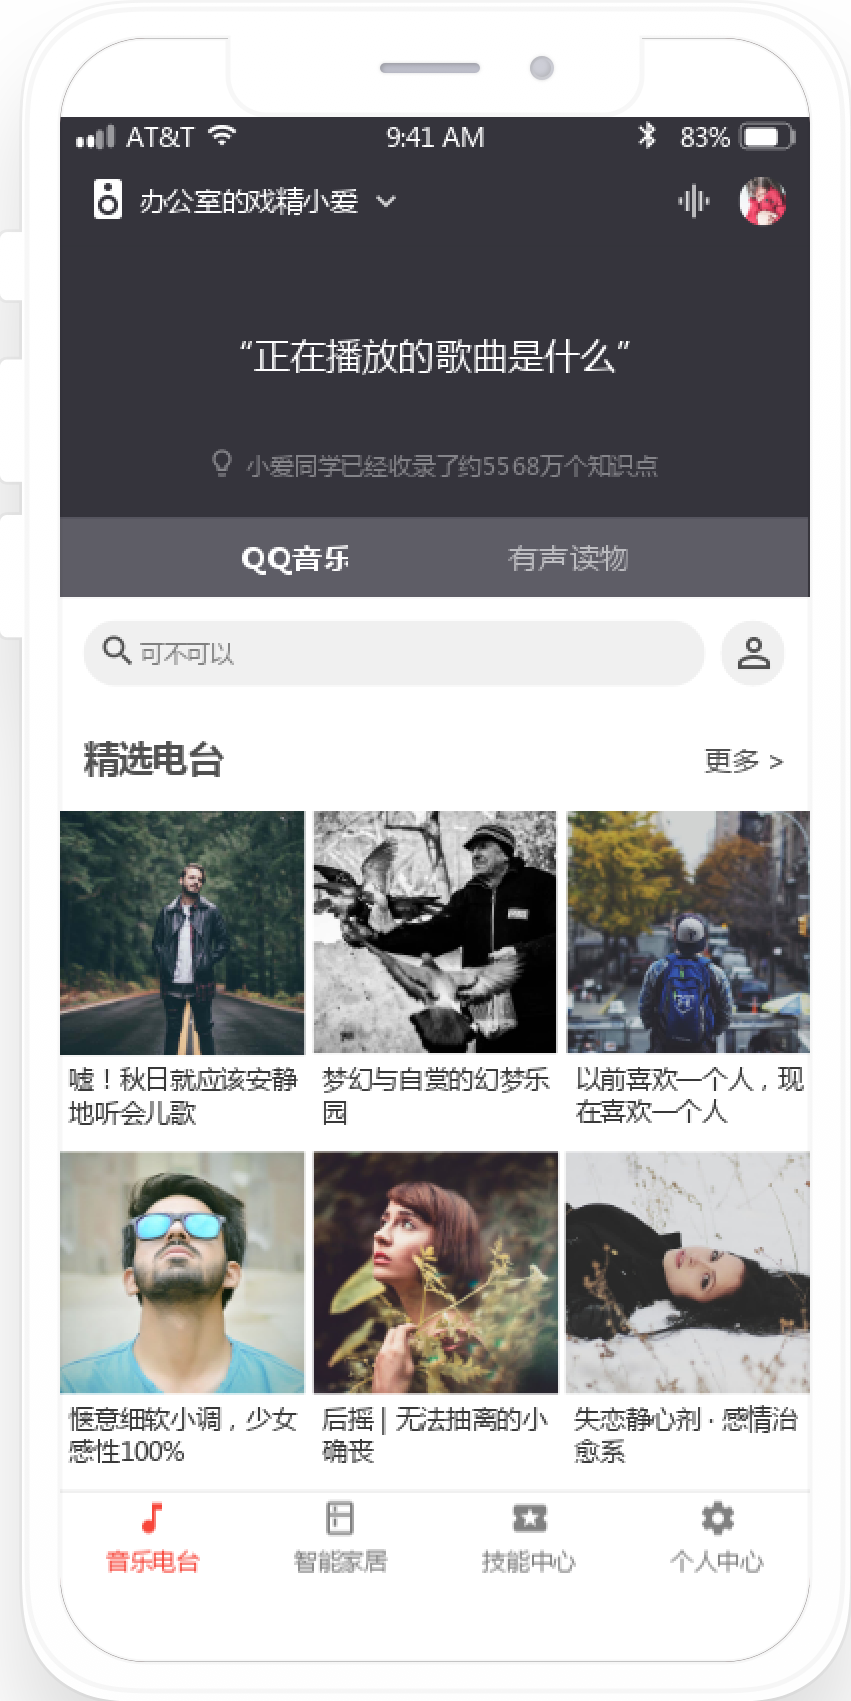 AT&T 9:41 AM 83%
办公室的戏精小爱
“正在播放的歌曲是什么”
小爱同学已经收录了约5568万个知识点
QQ音乐 有声读物
可不可以
精选电台 更多 >
嘘！秋日就应该安静
地听会儿歌
梦幻与自赏的幻梦乐
园
以前喜欢一个人，现
在喜欢一个人
惬意细软小调，少女
感性100%
后摇 | 无法抽离的小
确丧
失恋静心剂 · 感情治
愈系
音乐电台 智能家居 技能中心 个人中心